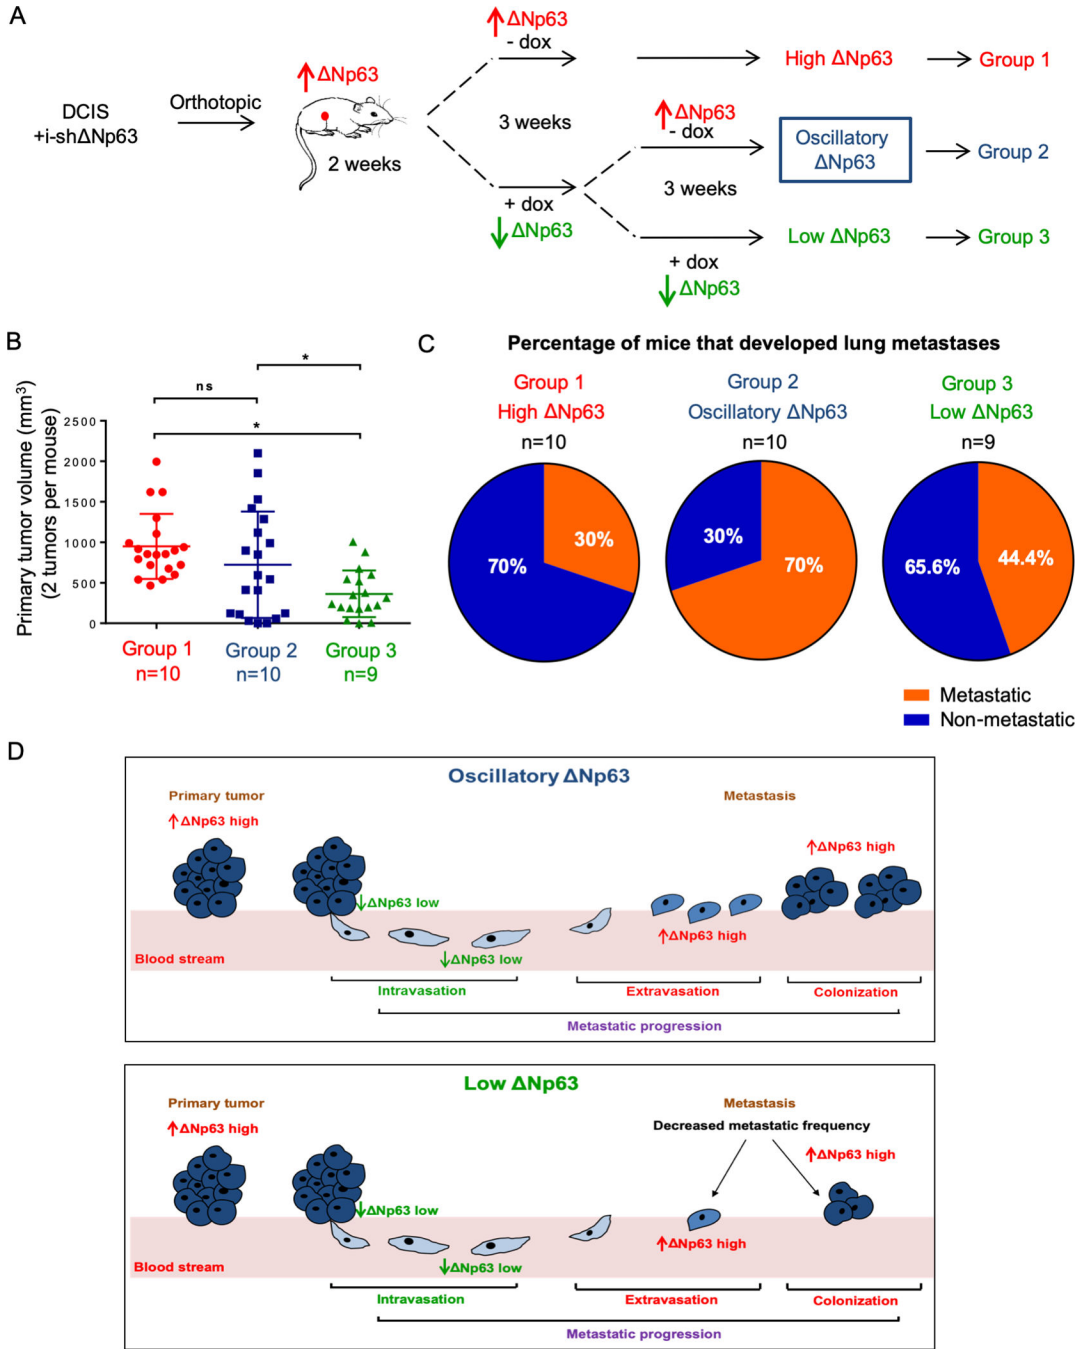 A
↑ΔNp63
- dox
↑ΔNp63
High ΔNp63
Group 1
DCIS
+i-shΔNp63
Orthotopic
2 weeks
3 weeks
↑ΔNp63
- dox
Oscillatory
ΔNp63
Group 2
3 weeks
+ dox
↓ΔNp63
Low ΔNp63
Group 3
+ dox
↓ΔNp63
B
*
ns
*
Primary tumor volume (mm³)
(2 tumors per mouse)
2500
2000
1500
1000
500
0
Group 1
n=10
Group 2
n=10
Group 3
n=9
C
Percentage of mice that developed lung metastases
Group 1
High ΔNp63
n=10
Group 2
Oscillatory ΔNp63
n=10
Group 3
Low ΔNp63
n=9
30%
70%
30%
70%
65.6%
44.4%
Metastatic
Non-metastatic
D
Oscillatory ΔNp63
Primary tumor
↑ΔNp63 high
Metastasis
↑ΔNp63 high
↓ΔNp63 low
↑ΔNp63 high
Blood stream
↓ΔNp63 low
Intravasation
Extravasation
Colonization
Metastatic progression
Low ΔNp63
Primary tumor
↑ΔNp63 high
Metastasis
Decreased metastatic frequency
↑ΔNp63 high
↓ΔNp63 low
↑ΔNp63 high
Blood stream
↓ΔNp63 low
Intravasation
Extravasation
Colonization
Metastatic progression